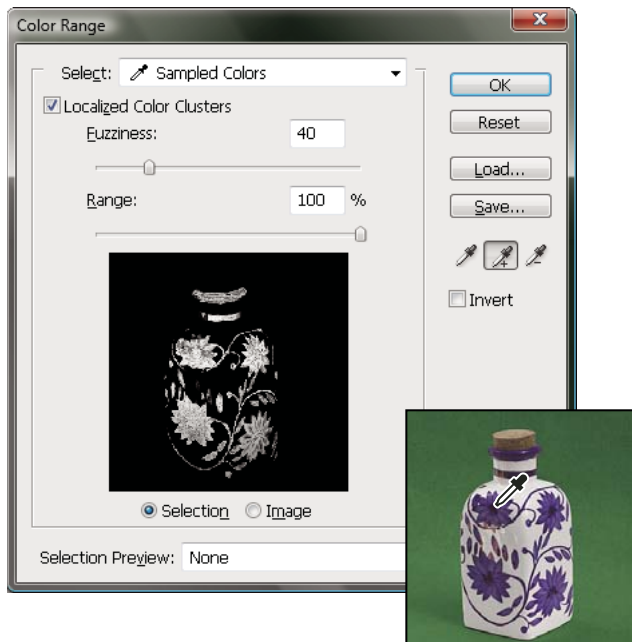 Color Range
Select: Sampled Colors
OK
Localized Color Clusters
Fuzziness: 40
Reset
Load...
Range: 100 %
Save...
Invert
Selection Image
Selection Preview: None